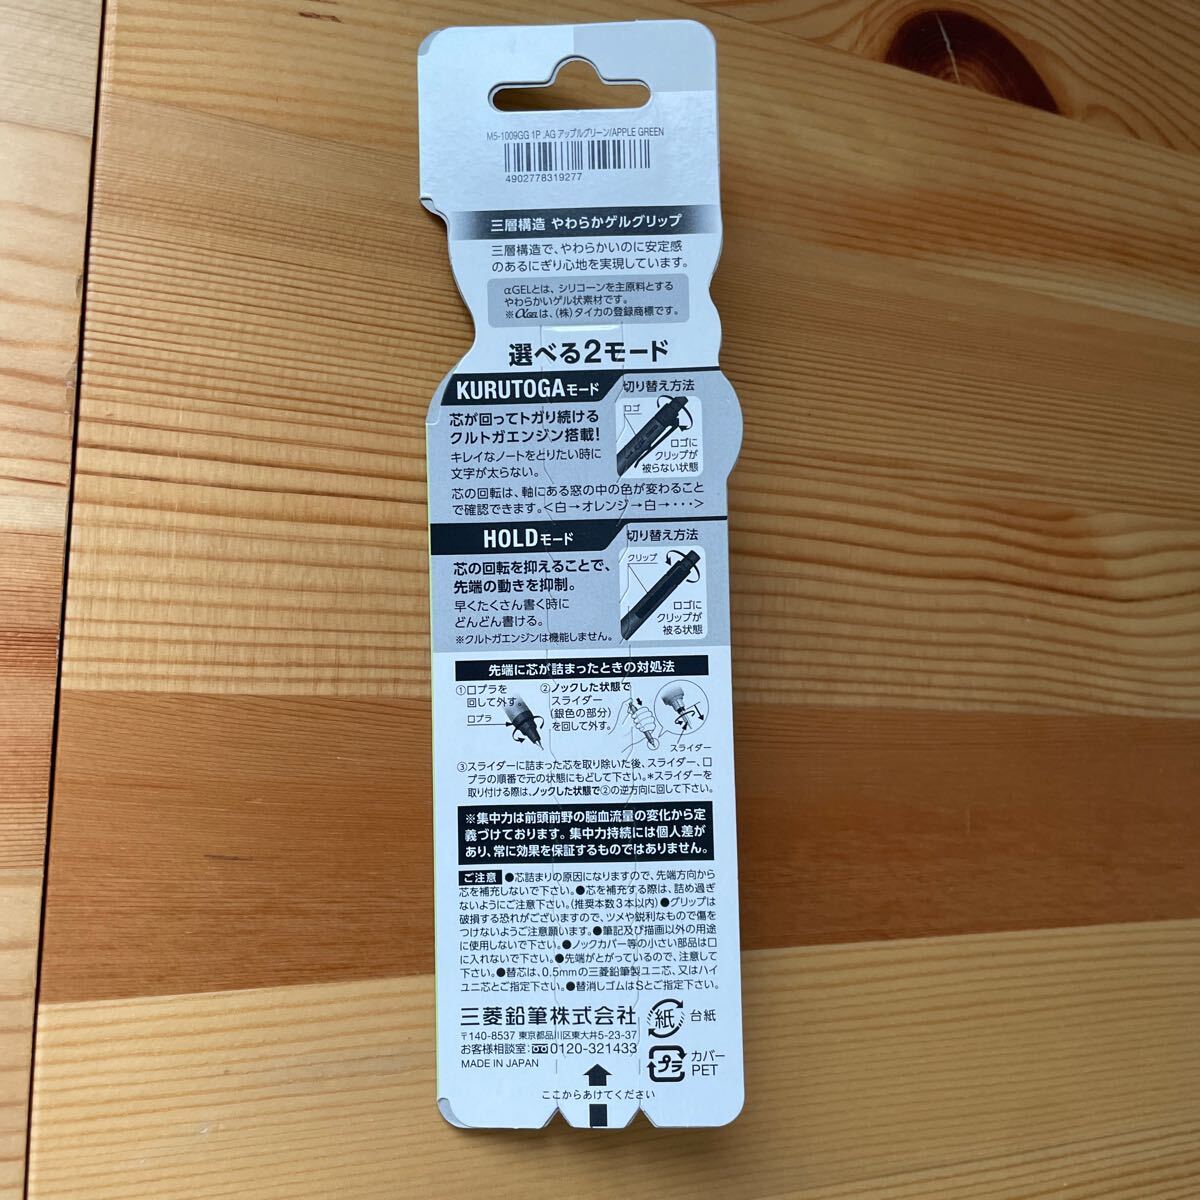 M5-1009GG 1P .AG アップルグリーン/APPLE GREEN
4902778319277
三層構造 やわらかゲルグリップ
三層構造で、やわらかいのに安定感
のあるにぎり心地を実現しています。
αGELとは、シリコーンを主原料とする
やわらかいゲル状素材です。
※αGELは、(株)タイカの登録商標です。
選べる2モード
KURUTOGAモード
切り替え方法
芯が回ってトガり続ける
クルトガエンジン搭載!
キレイなノートをとりたい時に
文字が太らない。
ロゴ
ロゴに
クリップが
被らない状態
芯の回転は、軸にある窓の中の色が変わること
で確認できます。<白→オレンジ→白→・・・>
HOLDモード
切り替え方法
芯の回転を抑えることで、
先端の動きを抑制。
早くたくさん書く時に
どんどん書ける。
※クルトガエンジンは機能しません。
クリップ
ロゴに
クリップが
被る状態
先端に芯が詰まったときの対処法
①口プラを
回して外す。
口プラ
②ノックした状態で
スライダー
(銀色の部分)
を回して外す。
スライダー
③スライダーに詰まった芯を取り除いた後、スライダー、口
プラの順番で元の状態にもどして下さい。*スライダーを
取り付ける際は、ノックした状態で②の逆方向に回して下さい。
※集中力は前頭前野の脳血流量の変化から定
義づけております。集中力持続には個人差が
あり、常に効果を保証するものではありません。
ご注意 ●芯詰まりの原因になりますので、先端方向から
芯を補充しないで下さい。●芯を補充する際は、詰め過ぎ
ないようにご注意下さい。(推奨本数3本以内)●グリップは
破損する恐れがございますので、ツメや鋭利なもので傷を
つけないようご注意願います。●筆記及び描画以外の用途
に使用しないで下さい。●ノックカバー等の小さい部品は口
に入れないで下さい。●先端がとがっているので、注意して
下さい。●替芯は、0.5mmの三菱鉛筆製ユニ芯、又はハイ
ユニ芯とご指定下さい。●替消しゴムはSとご指定下さい。
三菱鉛筆株式会社
〒140-8537 東京都品川区東大井5-23-37
お客様相談室:0120-321433
MADE IN JAPAN
紙
台紙
プラ
カバー
PET
ここからあけてください